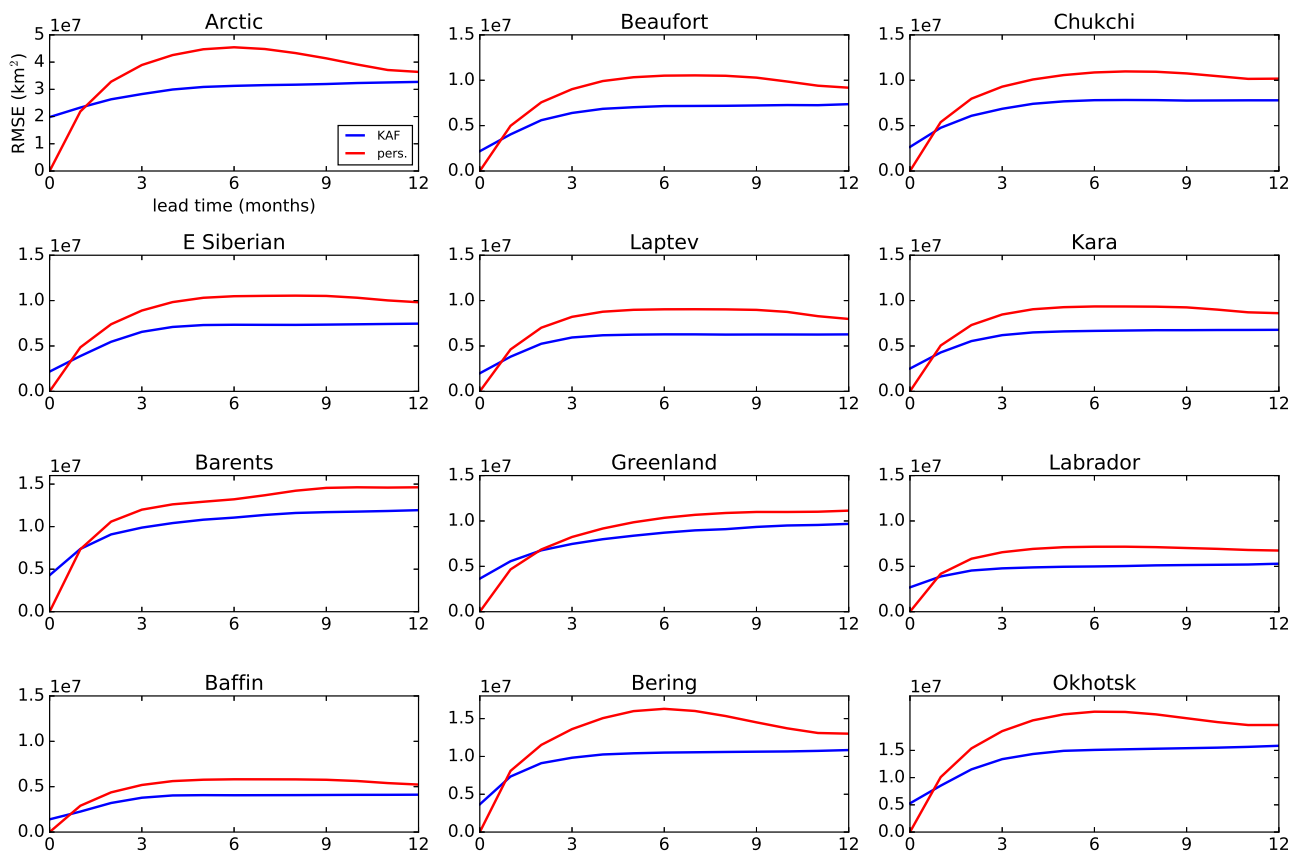 Arctic
Beaufort
Chukchi
1e7
1e7
1e7
5
4
3
2
1
0
RMSE (km²)
KAF
pers.
0 3 6 9 12
lead time (months)
1.5
1.0
0.5
0.0
0 3 6 9 12
1.5
1.0
0.5
0.0
0 3 6 9 12
E Siberian
Laptev
Kara
1e7
1e7
1e7
1.5
1.0
0.5
0.0
0 3 6 9 12
1.5
1.0
0.5
0.0
0 3 6 9 12
1.5
1.0
0.5
0.0
0 3 6 9 12
Barents
Greenland
Labrador
1e7
1e7
1e7
1.5
1.0
0.5
0.0
0 3 6 9 12
1.5
1.0
0.5
0.0
0 3 6 9 12
1.5
1.0
0.5
0.0
0 3 6 9 12
Baffin
Bering
Okhotsk
1e7
1e7
1e7
1.5
1.0
0.5
0.0
0 3 6 9 12
1.5
1.0
0.5
0.0
0 3 6 9 12
1.5
1.0
0.5
0.0
0 3 6 9 12